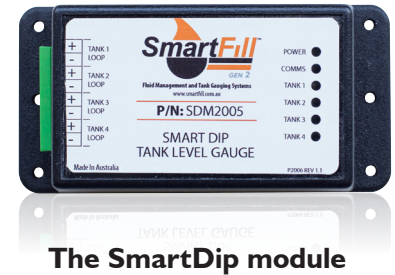 + TANK 1
- LOOP
+ TANK 2
- LOOP
+ TANK 3
- LOOP
+ TANK 4
- LOOP
Made In Australia
SmartFill
GEN 2
Fluid Management and Tank Gauging Systems
www.smartfill.com.au
P/N: SDM2005
SMART DIP
TANK LEVEL GAUGE
POWER
COMMS
TANK 1
TANK 2
TANK 3
TANK 4
P2006 REV 1.1
The SmartDip module